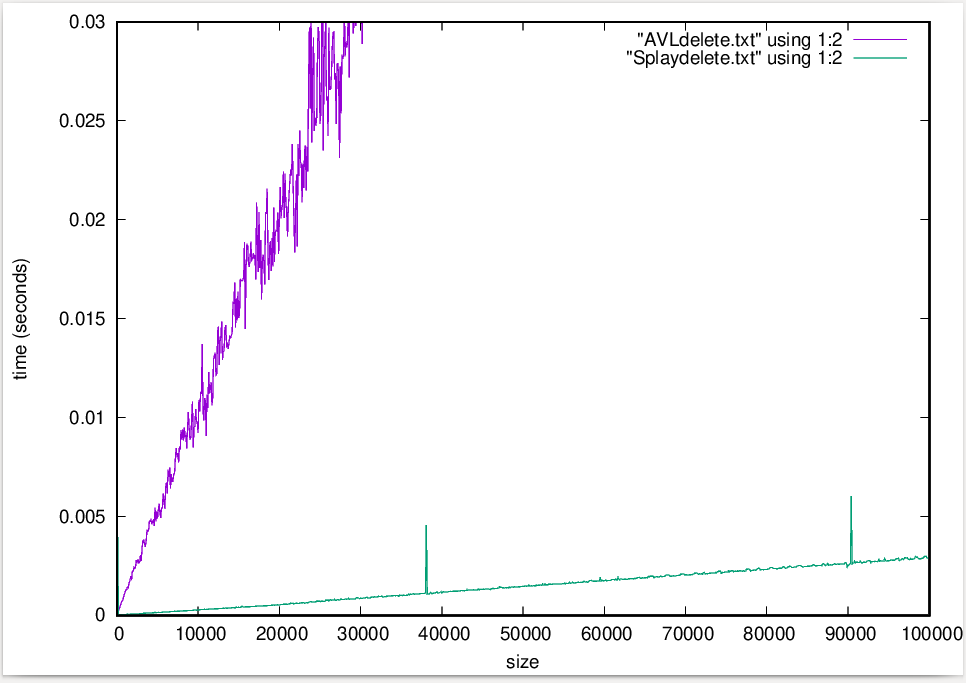 0.03
"AVLdelete.txt" using 1:2
"Splaydelete.txt" using 1:2
0.025
0.02
0.015
time (seconds)
0.01
0.005
0
0 10000 20000 30000 40000 50000 60000 70000 80000 90000 100000
size